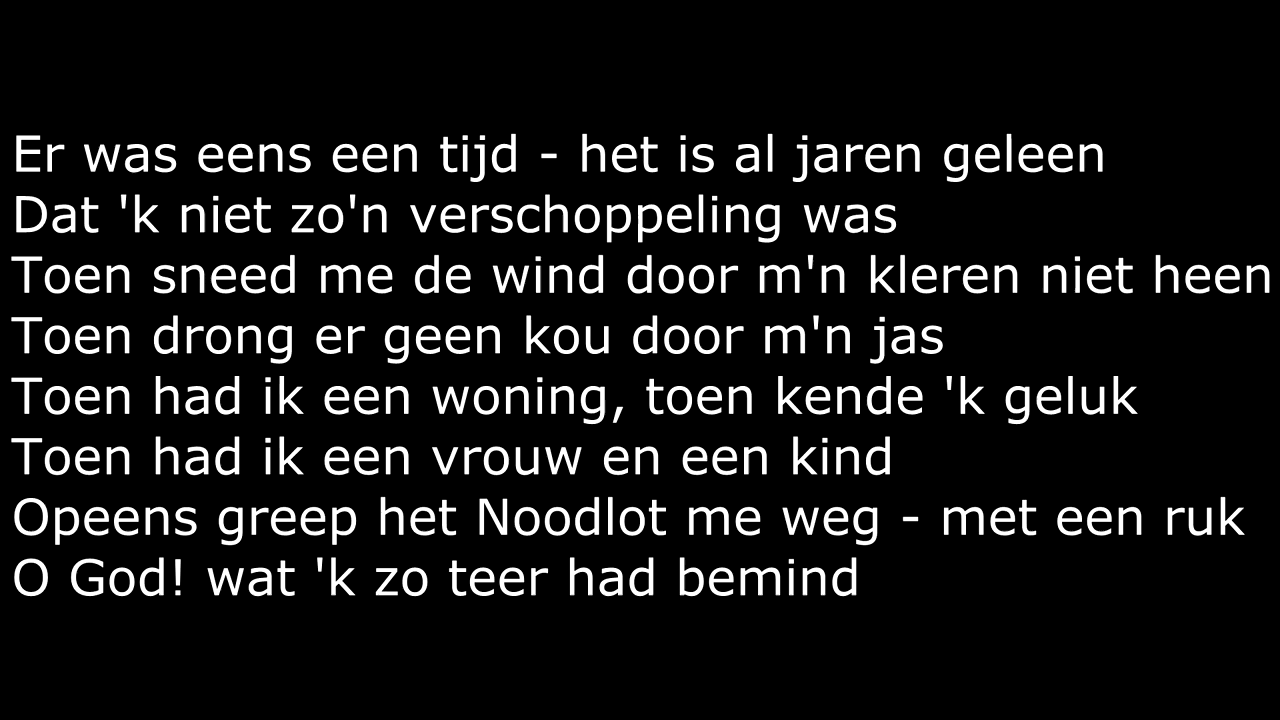 Er was eens een tijd - het is al jaren geleen
Dat 'k niet zo'n verschoppeling was
Toen sneed me de wind door m'n kleren niet heen
Toen drong er geen kou door m'n jas
Toen had ik een woning, toen kende 'k geluk
Toen had ik een vrouw en een kind
Opeens greep het Noodlot me weg - met een ruk
O God! wat 'k zo teer had bemind